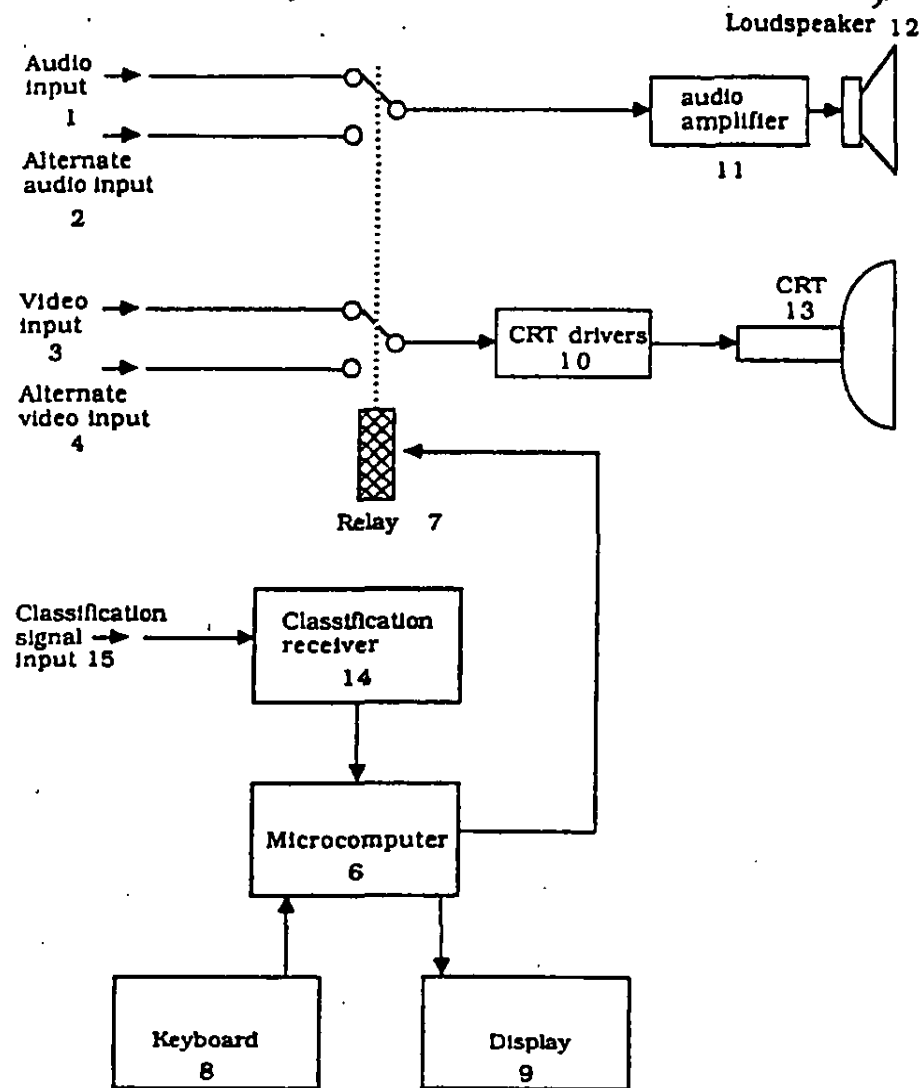 Loudspeaker 12
Audio
input
1
audio
amplifier
11
Alternate
audio input
2
Video
input
3
CRT
13
CRT drivers
10
Alternate
video input
4
Relay 7
Classification
signal
input 15
Classification
receiver
14
Microcomputer
6
Keyboard
8
Display
9